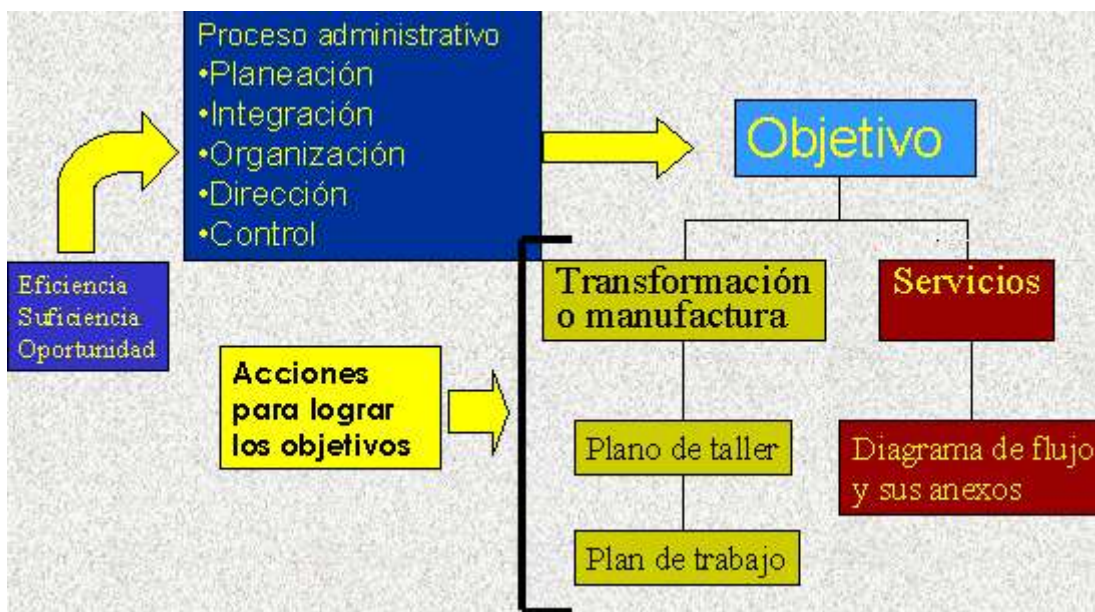 Proceso administrativo
•Planeación
•Integración
•Organización
•Dirección
•Control
Objetivo
Eficiencia
Suficiencia
Oportunidad
Transformación
o manufactura
Servicios
Acciones
para lograr
los objetivos
Plano de taller
Diagrama de flujo
y sus anexos
Plan de trabajo